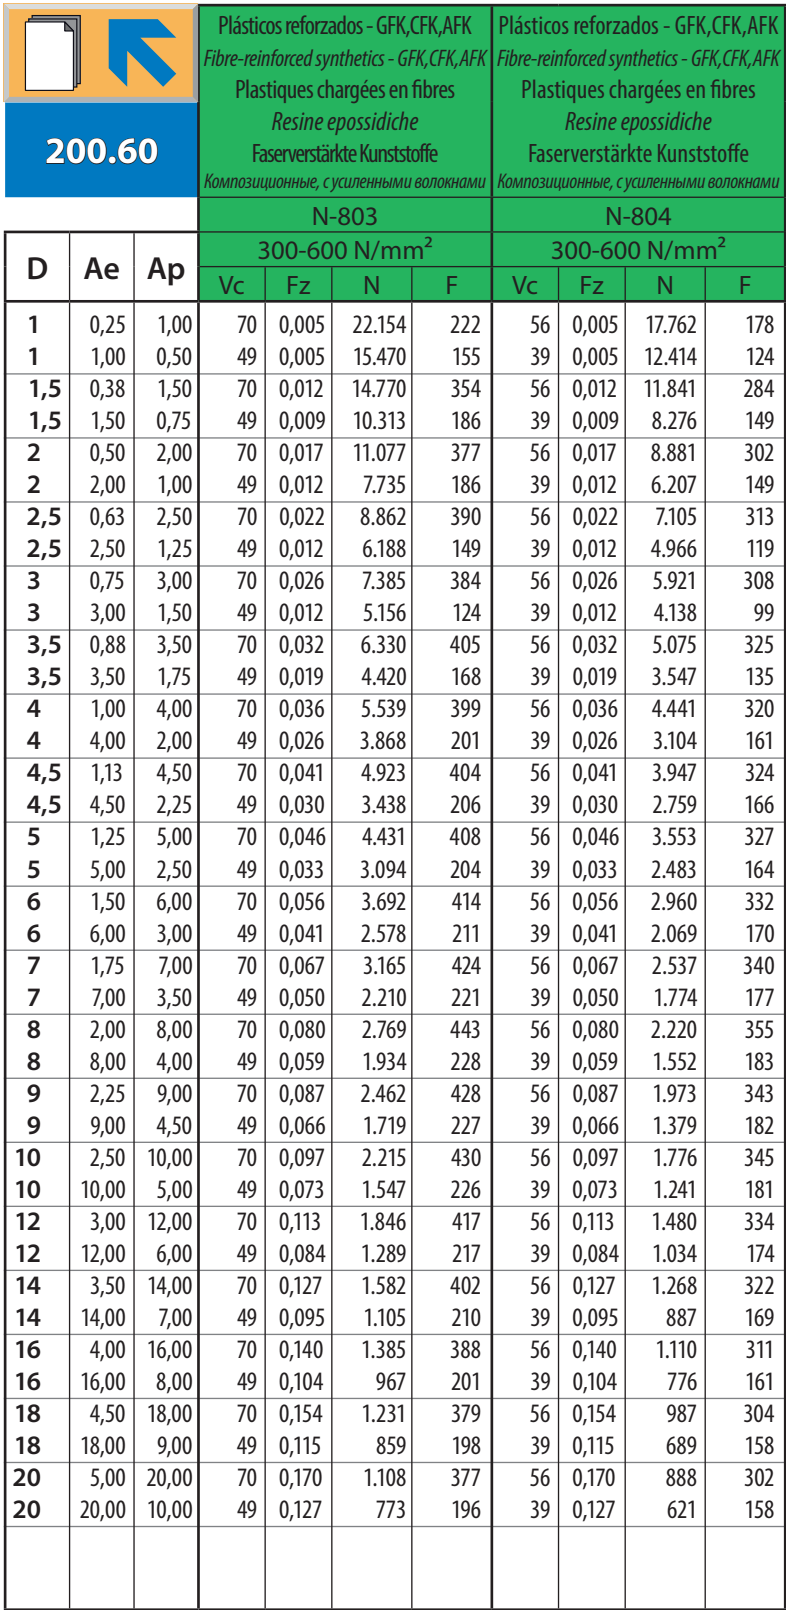 200.60
Plásticos reforzados - GFK,CFK,AFK Plásticos reforzados - GFK,CFK,AFK
Fibre-reinforced synthetics - GFK,CFK,AFK Fibre-reinforced synthetics - GFK,CFK,AFK
Plastiques chargées en fibres Plastiques chargées en fibres
Resine epossidiche Resine epossidiche
Faserverstärkte Kunststoffe Faserverstärkte Kunststoffe
Композиционные, с усиленными волокнами Композиционные, с усиленными волокнами
N-803 N-804
300-600 N/mm² 300-600 N/mm²
D Ae Ap Vc Fz N F Vc Fz N F
1 0,25 1,00 70 0,005 22.154 222 56 0,005 17.762 178
1 1,00 0,50 49 0,005 15.470 155 39 0,005 12.414 124
1,5 0,38 1,50 70 0,012 14.770 354 56 0,012 11.841 284
1,5 1,50 0,75 49 0,009 10.313 186 39 0,009 8.276 149
2 0,50 2,00 70 0,017 11.077 377 56 0,017 8.881 302
2 2,00 1,00 49 0,012 7.735 186 39 0,012 6.207 149
2,5 0,63 2,50 70 0,022 8.862 390 56 0,022 7.105 313
2,5 2,50 1,25 49 0,012 6.188 149 39 0,012 4.966 119
3 0,75 3,00 70 0,026 7.385 384 56 0,026 5.921 308
3 3,00 1,50 49 0,012 5.156 124 39 0,012 4.138 99
3,5 0,88 3,50 70 0,032 6.330 405 56 0,032 5.075 325
3,5 3,50 1,75 49 0,019 4.420 168 39 0,019 3.547 135
4 1,00 4,00 70 0,036 5.539 399 56 0,036 4.441 320
4 4,00 2,00 49 0,026 3.868 201 39 0,026 3.104 161
4,5 1,13 4,50 70 0,041 4.923 404 56 0,041 3.947 324
4,5 4,50 2,25 49 0,030 3.438 206 39 0,030 2.759 166
5 1,25 5,00 70 0,046 4.431 408 56 0,046 3.553 327
5 5,00 2,50 49 0,033 3.094 204 39 0,033 2.483 164
6 1,50 6,00 70 0,056 3.692 414 56 0,056 2.960 332
6 6,00 3,00 49 0,041 2.578 211 39 0,041 2.069 170
7 1,75 7,00 70 0,067 3.165 424 56 0,067 2.537 340
7 7,00 3,50 49 0,050 2.210 221 39 0,050 1.774 177
8 2,00 8,00 70 0,080 2.769 443 56 0,080 2.220 355
8 8,00 4,00 49 0,059 1.934 228 39 0,059 1.552 183
9 2,25 9,00 70 0,087 2.462 428 56 0,087 1.973 343
9 9,00 4,50 49 0,066 1.719 227 39 0,066 1.379 182
10 2,50 10,00 70 0,097 2.215 430 56 0,097 1.776 345
10 10,00 5,00 49 0,073 1.547 226 39 0,073 1.241 181
12 3,00 12,00 70 0,113 1.846 417 56 0,113 1.480 334
12 12,00 6,00 49 0,084 1.289 217 39 0,084 1.034 174
14 3,50 14,00 70 0,127 1.582 402 56 0,127 1.268 322
14 14,00 7,00 49 0,095 1.105 210 39 0,095 887 169
16 4,00 16,00 70 0,140 1.385 388 56 0,140 1.110 311
16 16,00 8,00 49 0,104 967 201 39 0,104 776 161
18 4,50 18,00 70 0,154 1.231 379 56 0,154 987 304
18 18,00 9,00 49 0,115 859 198 39 0,115 689 158
20 5,00 20,00 70 0,170 1.108 377 56 0,170 888 302
20 20,00 10,00 49 0,127 773 196 39 0,127 621 158